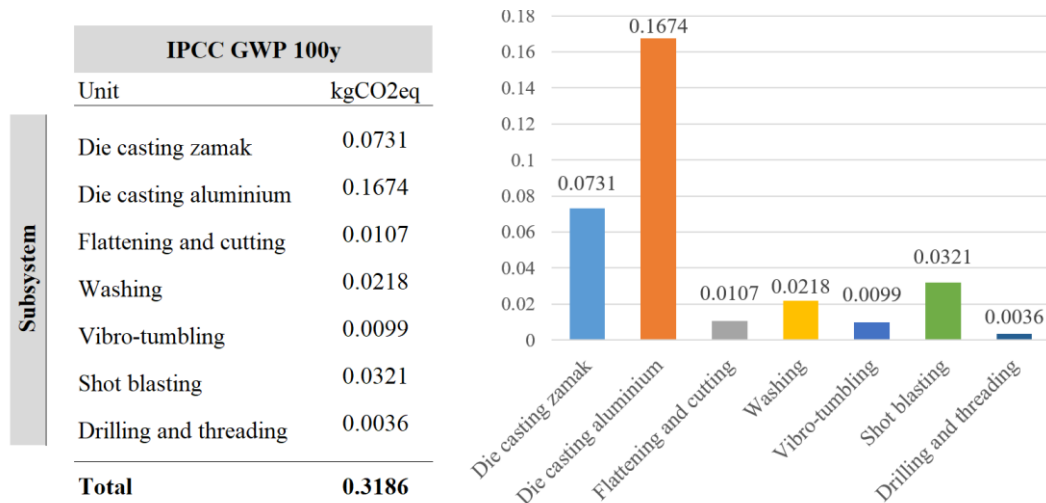 IPCC GWP 100y
Unit kgCO2eq
Subsystem
Die casting zamak 0.0731
Die casting aluminium 0.1674
Flattening and cutting 0.0107
Washing 0.0218
Vibro-tumbling 0.0099
Shot blasting 0.0321
Drilling and threading 0.0036
Total 0.3186
0.18
0.16
0.14
0.12
0.1
0.08
0.06
0.04
0.02
0
0.0731
0.1674
0.0107
0.0218
0.0099
0.0321
0.0036
Die casting zamak
Die casting aluminium
Flattening and cutting
Washing
Vibro-tumbling
Shot blasting
Drilling and threading